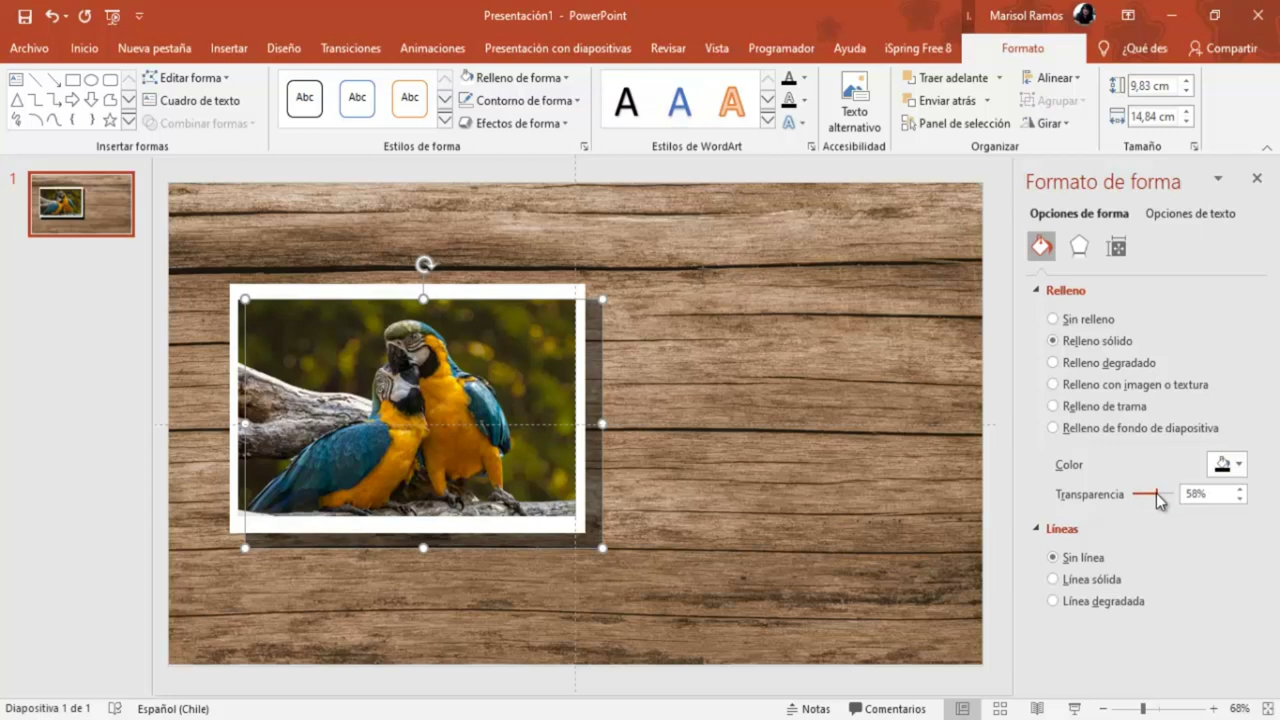 Presentación1 - PowerPoint
Marisol Ramos
Archivo Inicio Nueva pestaña Insertar Diseño Transiciones Animaciones Presentación con diapositivas Revisar Vista Programador Ayuda iSpring Free 8 Formato ¿Qué des Compartir
Editar forma
Cuadro de texto
Combinar formas
Insertar formas
Abc Abc Abc
Relleno de forma
Contorno de forma
Efectos de forma
Estilos de forma
A A A
A
A
A
Estilos de WordArt
Texto
alternativo
Accesibilidad
Traer adelante
Enviar atrás
Panel de selección
Alinear
Agrupar
Girar
Organizar
9,83 cm
14,84 cm
Tamaño
1
Formato de forma
Opciones de forma Opciones de texto
Relleno
Sin relleno
Relleno sólido
Relleno degradado
Relleno con imagen o textura
Relleno de trama
Relleno de fondo de diapositiva
Color
Transparencia 58%
Líneas
Sin línea
Línea sólida
Línea degradada
Diapositiva 1 de 1 Español (Chile) Notas Comentarios 68%